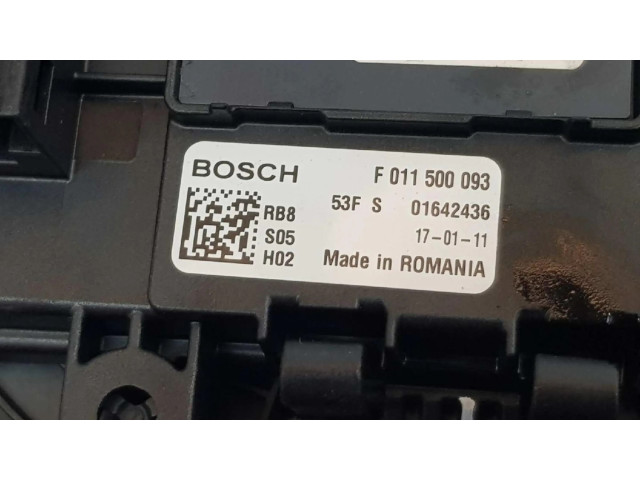 BOSCH F 011 500 093
RB8 53F S 01642436
S05 17-01-11
H02 Made in ROMANIA